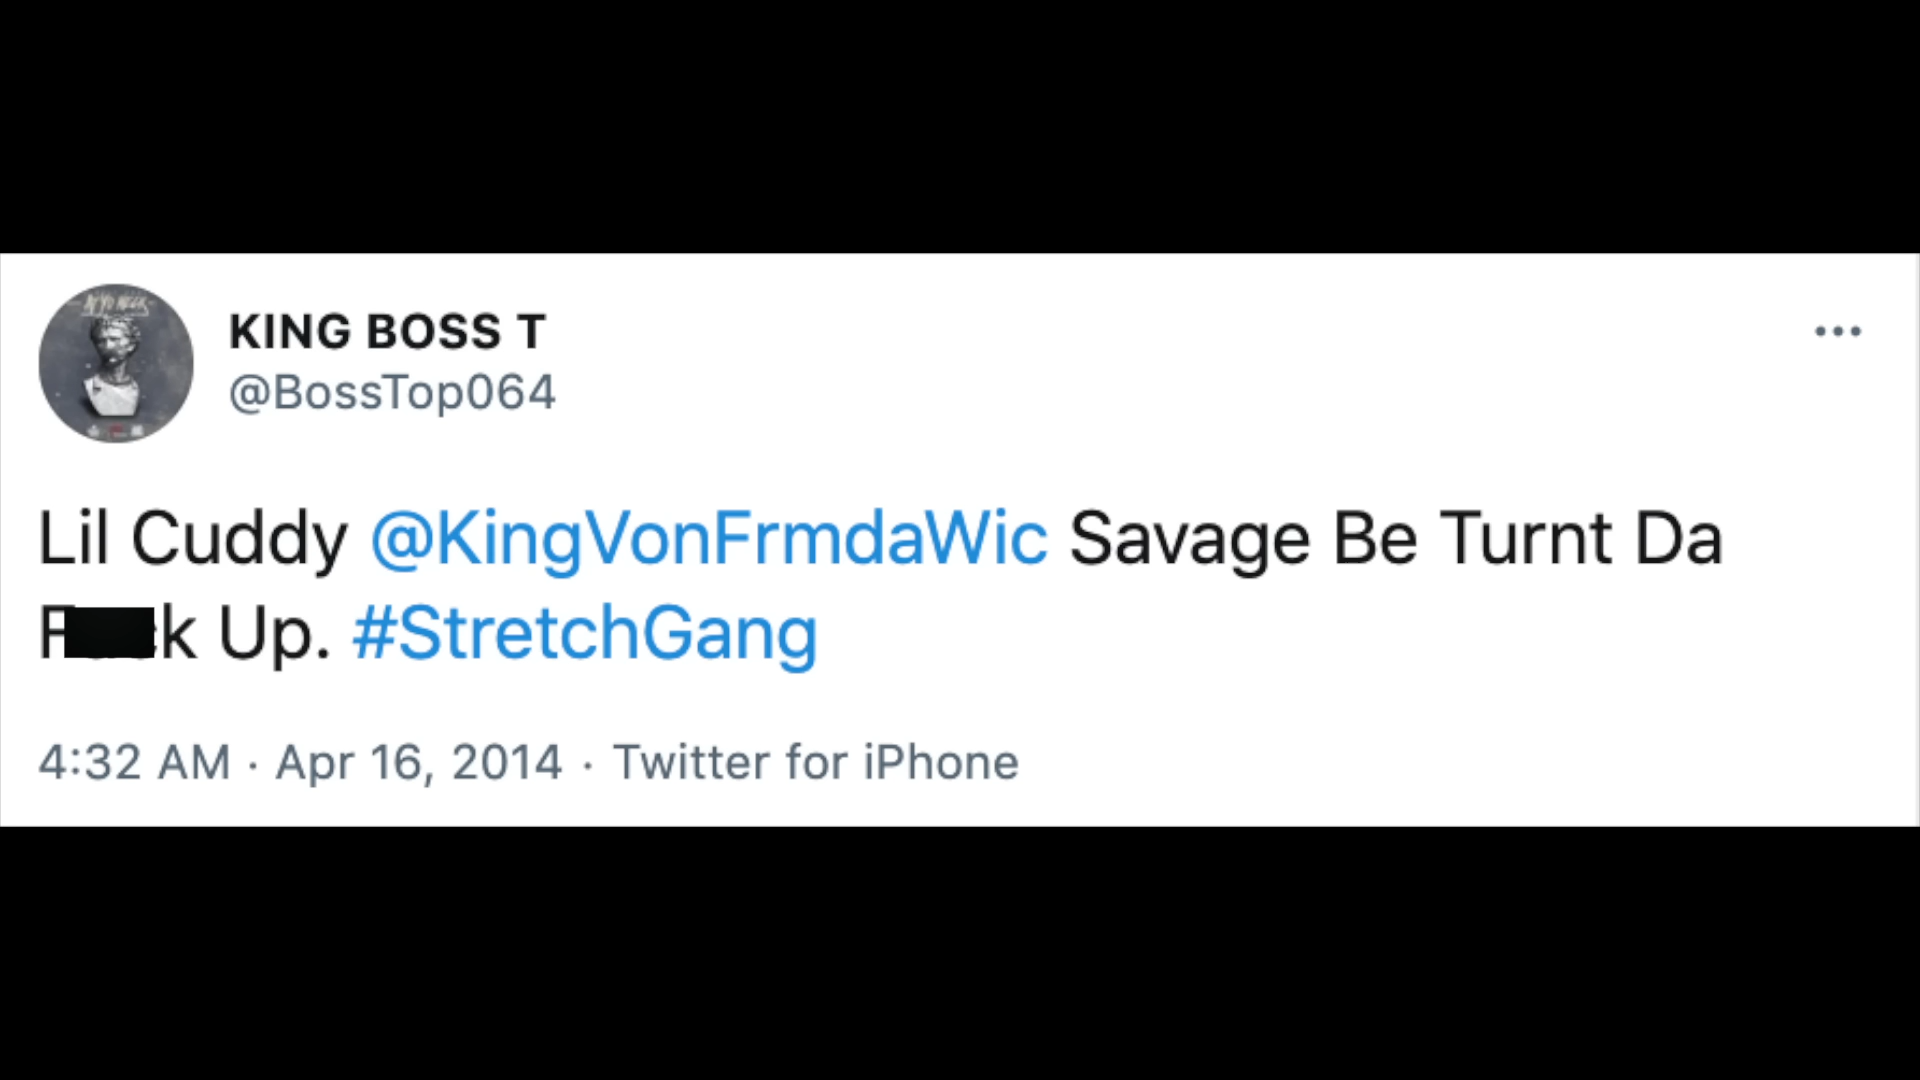 KING BOSS T
@BossTop064
Lil Cuddy @KingVonFrmdaWic Savage Be Turnt Da
F k Up. #StretchGang
4:32 AM · Apr 16, 2014 · Twitter for iPhone